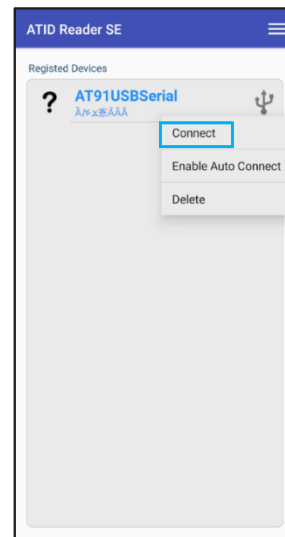 ATID Reader SE
Registed Devices
? AT91USBSerial
Connect
Enable Auto Connect
Delete